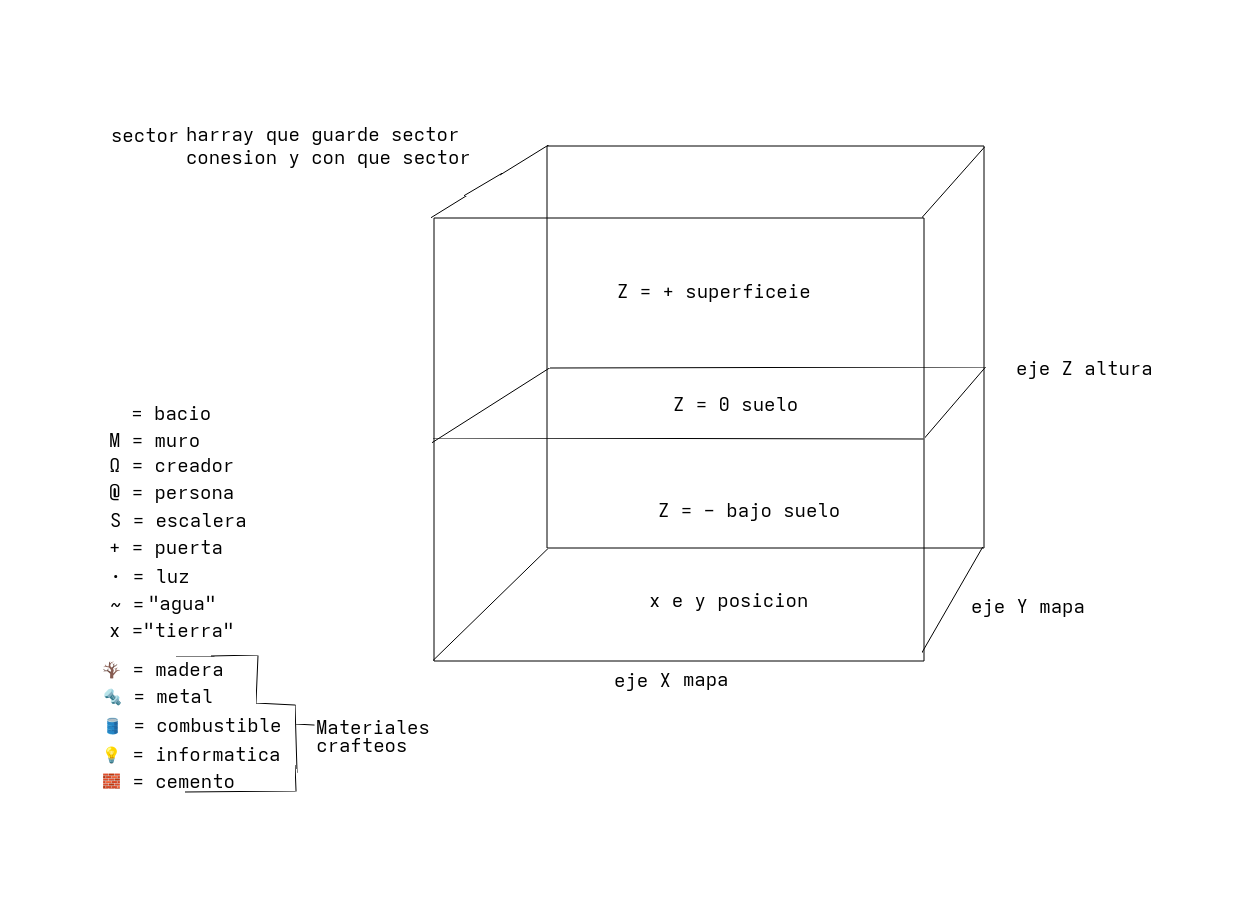 sector harray que guarde sector
conesion y con que sector
Z = + superficeie
eje Z altura
Z = 0 suelo
Z = - bajo suelo
x e y posicion
eje Y mapa
eje X mapa
= bacio
M = muro
Ω = creador
@ = persona
S = escalera
+ = puerta
· = luz
~ ="agua"
x ="tierra"
= madera
🔩 = metal
🛢 = combustible
💡 = informatica
🧱 = cemento
Materiales
crafteos